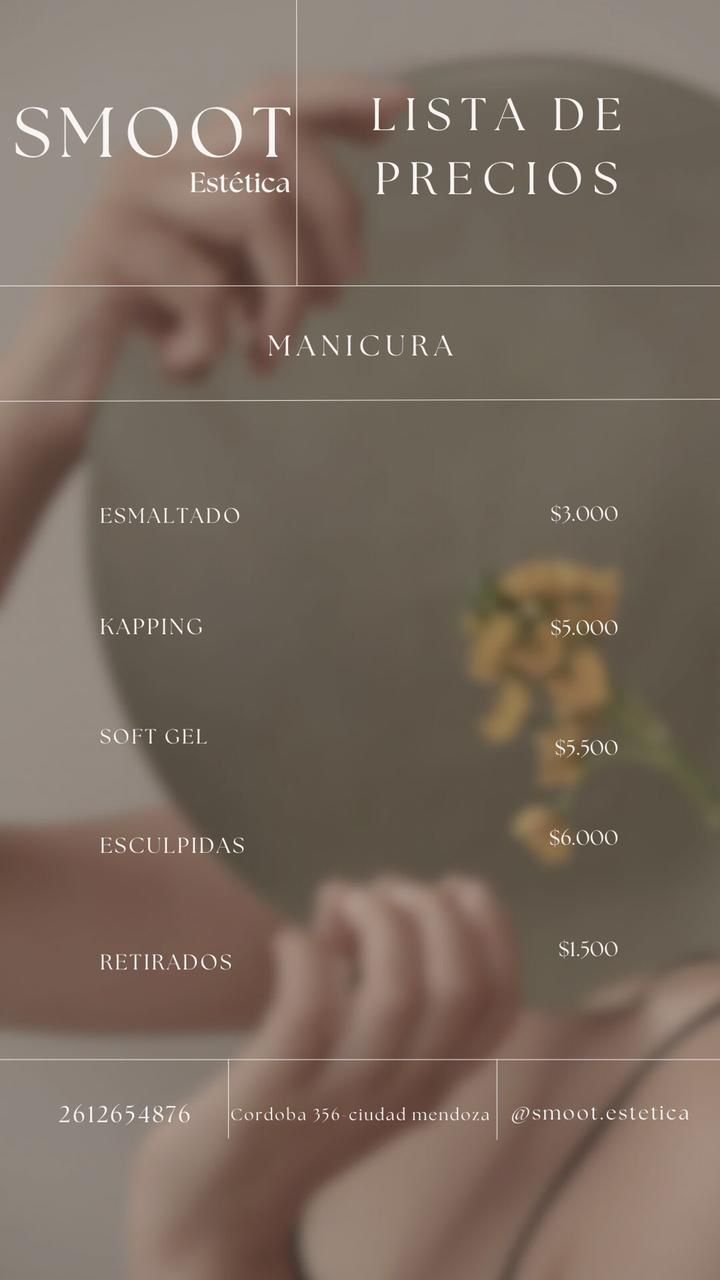 SMOOT
Estética
LISTA DE
PRECIOS
MANICURA
ESMALTADO $3.000
KAPPING $5.000
SOFT GEL $5.500
ESCULPIDAS $6.000
RETIRADOS $1.500
2612654876
Cordoba 356-ciudad mendoza
@smoot.estetica